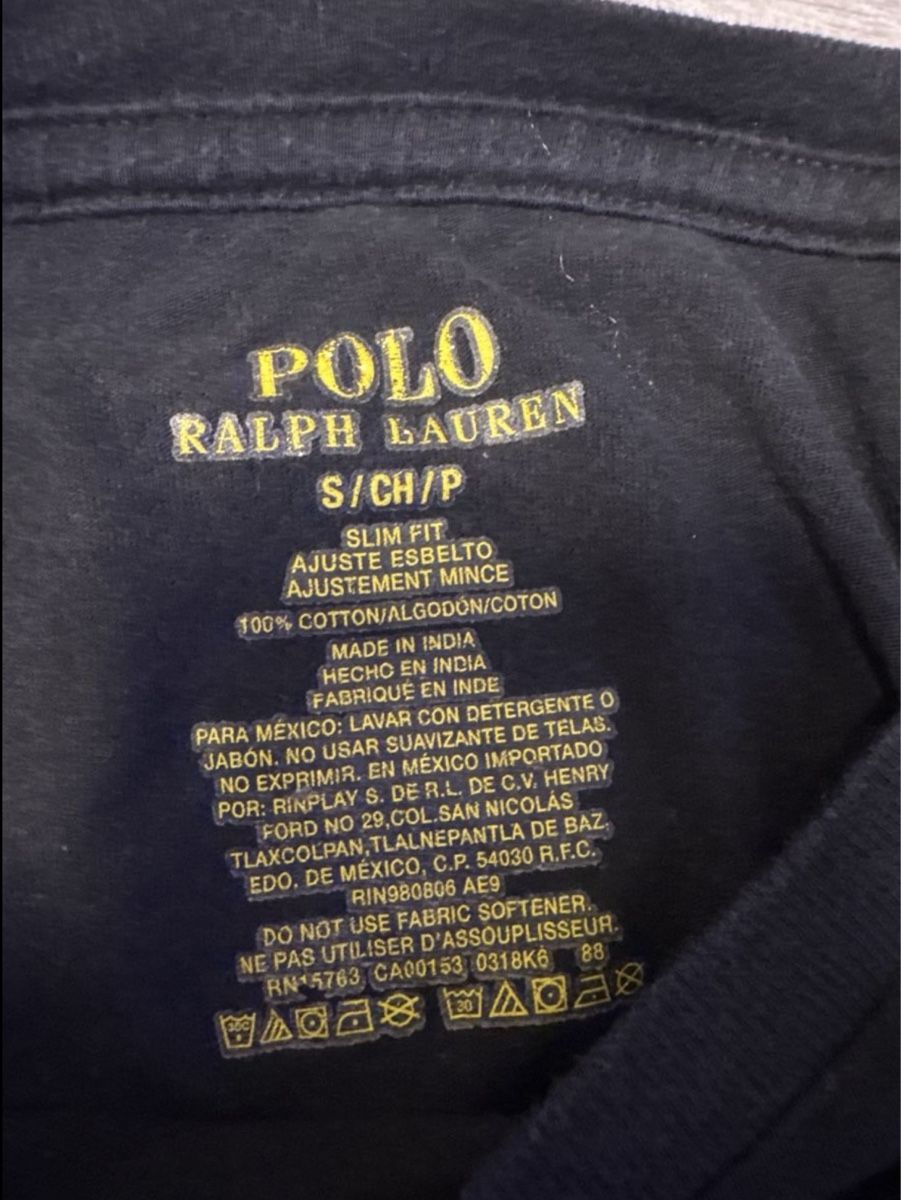 POLO
RALPH LAUREN
S/CH/P
SLIM FIT
AJUSTE ESBELTO
AJUSTEMENT MINCE
100% COTTON/ALGODÓN/COTON
MADE IN INDIA
HECHO EN INDIA
FABRIQUÉ EN INDE
PARA MÉXICO: LAVAR CON DETERGENTE O
JABÓN. NO USAR SUAVIZANTE DE TELAS.
NO EXPRIMIR. EN MÉXICO IMPORTADO
POR: RINPLAY S. DE R.L. DE C.V. HENRY
FORD NO 29,COL.SAN NICOLÁS
TLAXCOLPAN,TLALNEPANTLA DE BAZ,
EDO. DE MÉXICO, C.P. 54030 R.F.C.
RIN980806 AE9
DO NOT USE FABRIC SOFTENER.
NE PAS UTILISER D'ASSOUPLISSEUR.
RN15763 CA00153 0318K6 88
30C 30